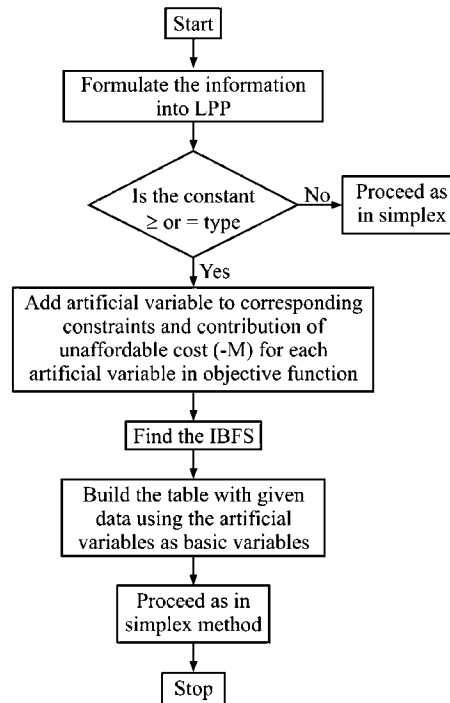 Start
Formulate the information
into LPP
Is the constant
≥ or = type
No
Proceed as
in simplex
Yes
Add artificial variable to corresponding
constraints and contribution of
unaffordable cost (-M) for each
artificial variable in objective function
Find the IBFS
Build the table with given
data using the artificial
variables as basic variables
Proceed as in
simplex method
Stop